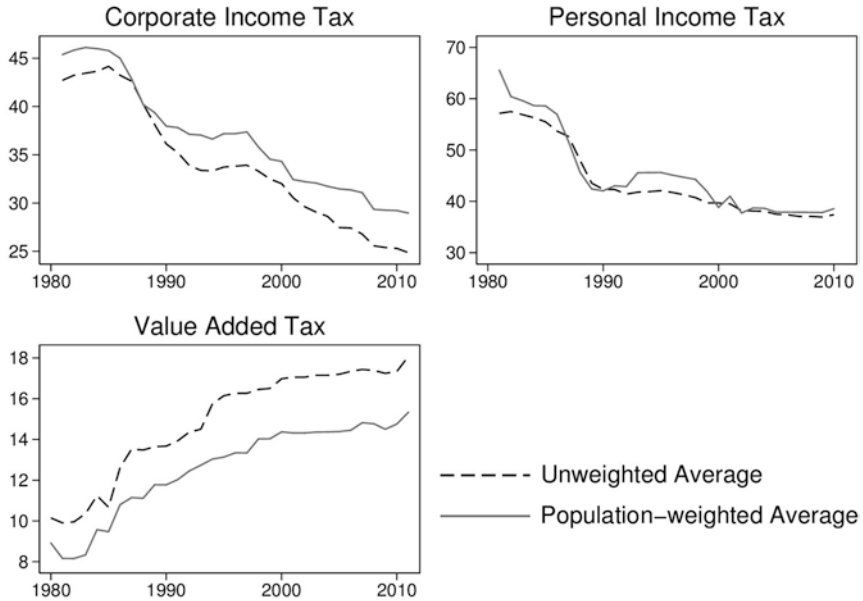 Corporate Income Tax
45
40
35
30
25
1980 1990 2000 2010
Personal Income Tax
70
60
50
40
30
1980 1990 2000 2010
Value Added Tax
18
16
14
12
10
8
1980 1990 2000 2010
Unweighted Average
Population-weighted Average